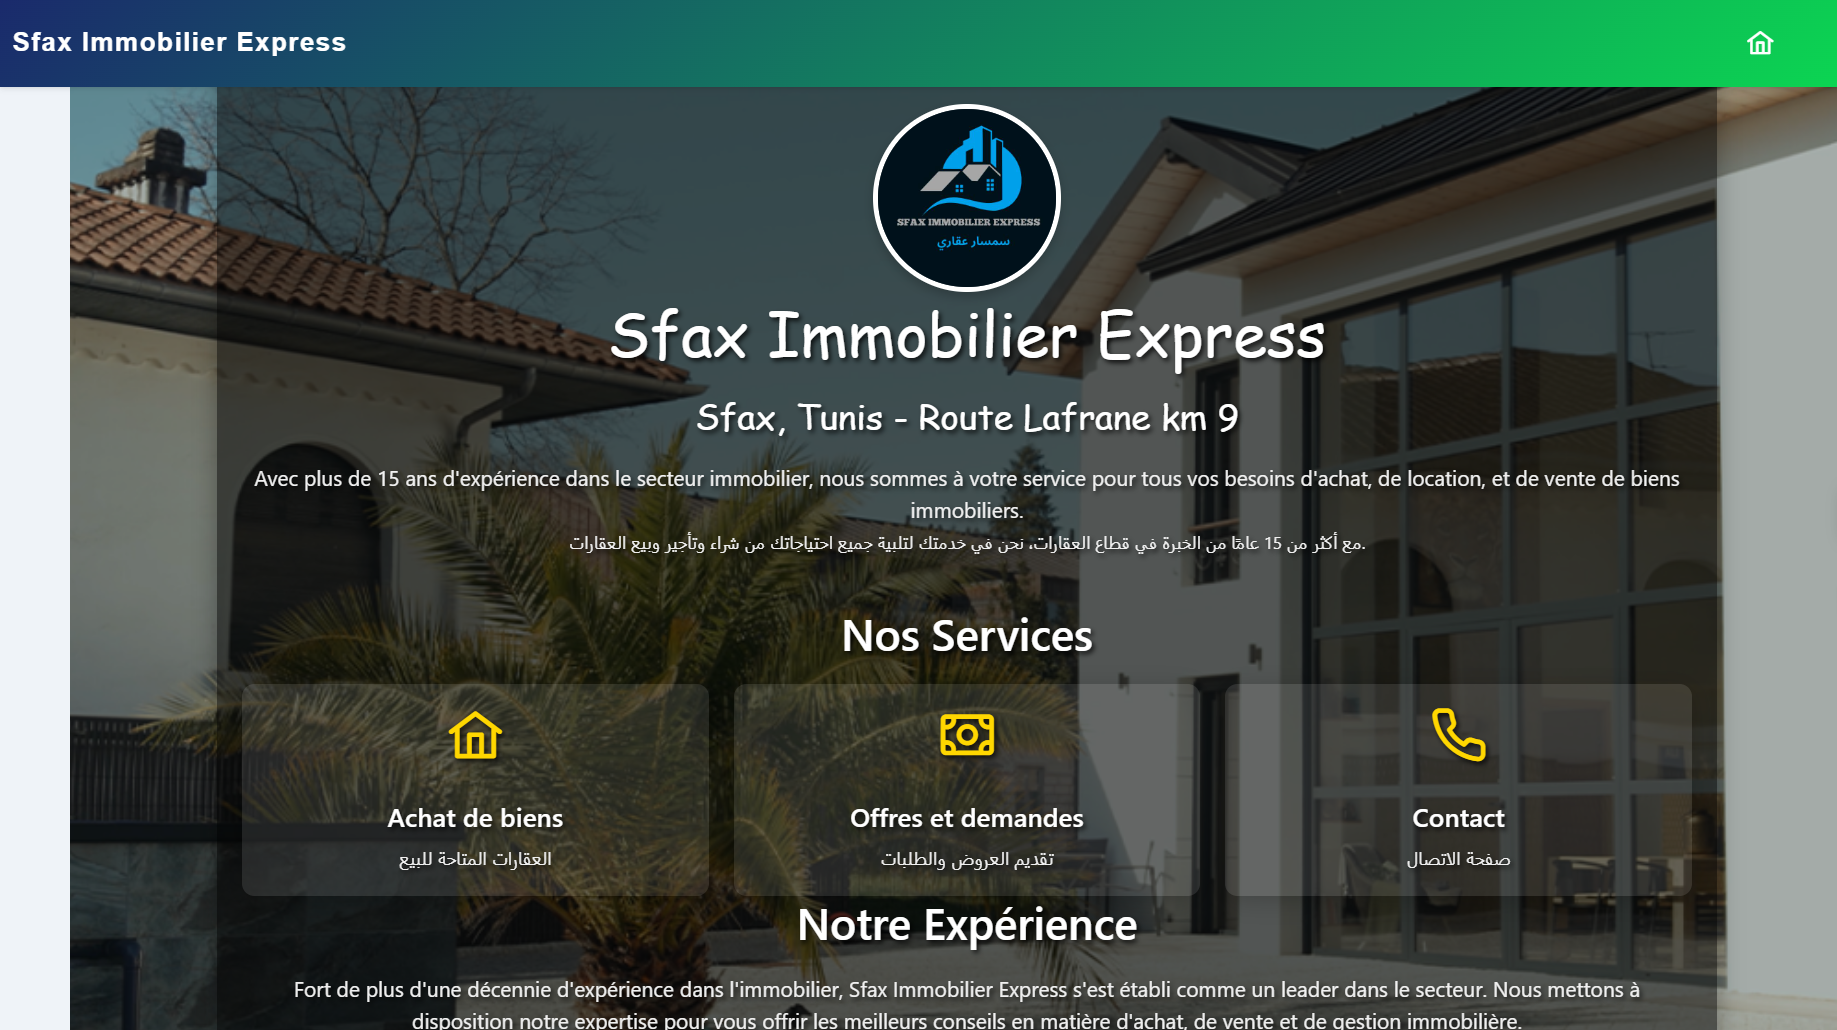 Sfax Immobilier Express
SFAX IMMOBILIER EXPRESS
سمسار عقاري
Sfax Immobilier Express
Sfax, Tunis - Route Lafrane km 9
Avec plus de 15 ans d'expérience dans le secteur immobilier, nous sommes à votre service pour tous vos besoins d'achat, de location, et de vente de biens
immobiliers.
مع أكثر من 15 عامًا من الخبرة في قطاع العقارات، نحن في خدمتك لتلبية جميع احتياجاتك من شراء وتأجير وبيع العقارات.
Nos Services
Achat de biens
العقارات المتاحة للبيع
Offres et demandes
تقديم العروض والطلبات
Contact
صفحة الاتصال
Notre Expérience
Fort de plus d'une décennie d'expérience dans l'immobilier, Sfax Immobilier Express s'est établi comme un leader dans le secteur. Nous mettons à
disposition notre expertise pour vous offrir les meilleurs conseils en matière d'achat, de vente et de gestion immobilière.